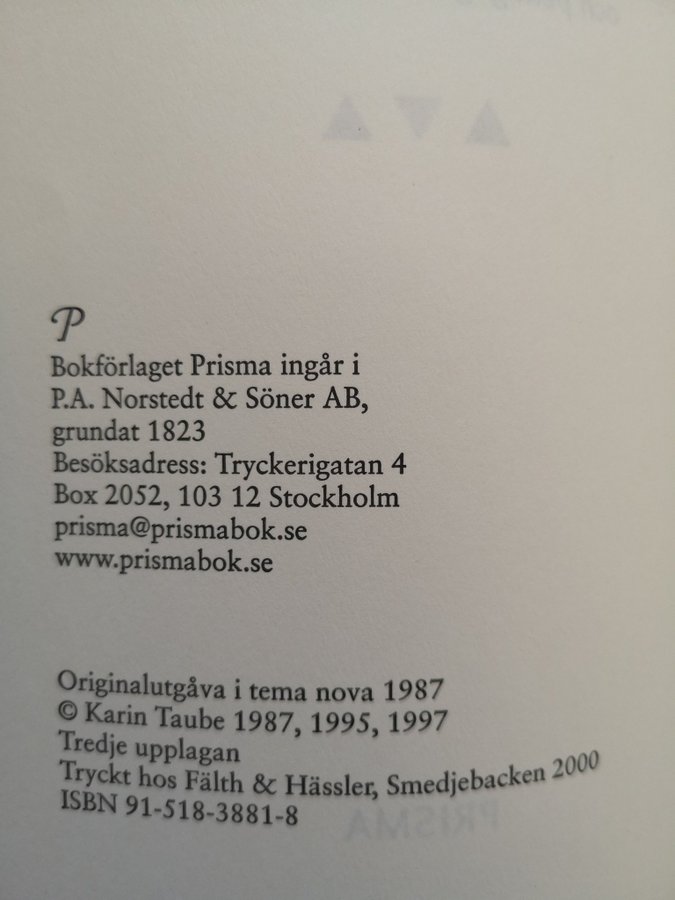 P
Bokförlaget Prisma ingår i
P.A. Norstedt & Söner AB,
grundat 1823
Besöksadress: Tryckerigatan 4
Box 2052, 103 12 Stockholm
prisma@prismabok.se
www.prismabok.se
Originalutgåva i tema nova 1987
© Karin Taube 1987, 1995, 1997
Tredje upplagan
Tryckt hos Fälth & Hässler, Smedjebacken 2000
ISBN 91-518-3881-8
PRISMA